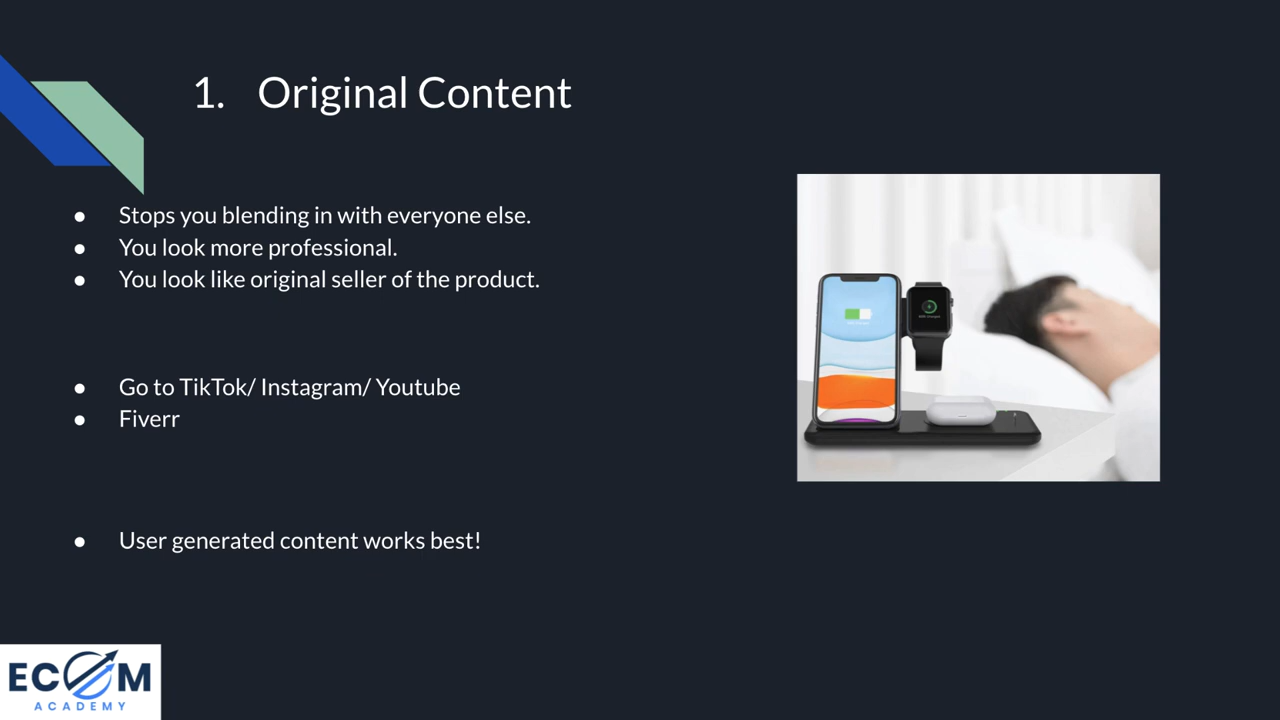 1. Original Content
● Stops you blending in with everyone else.
● You look more professional.
● You look like original seller of the product.
● Go to TikTok/ Instagram/ Youtube
● Fiverr
● User generated content works best!
ECOM
ACADEMY